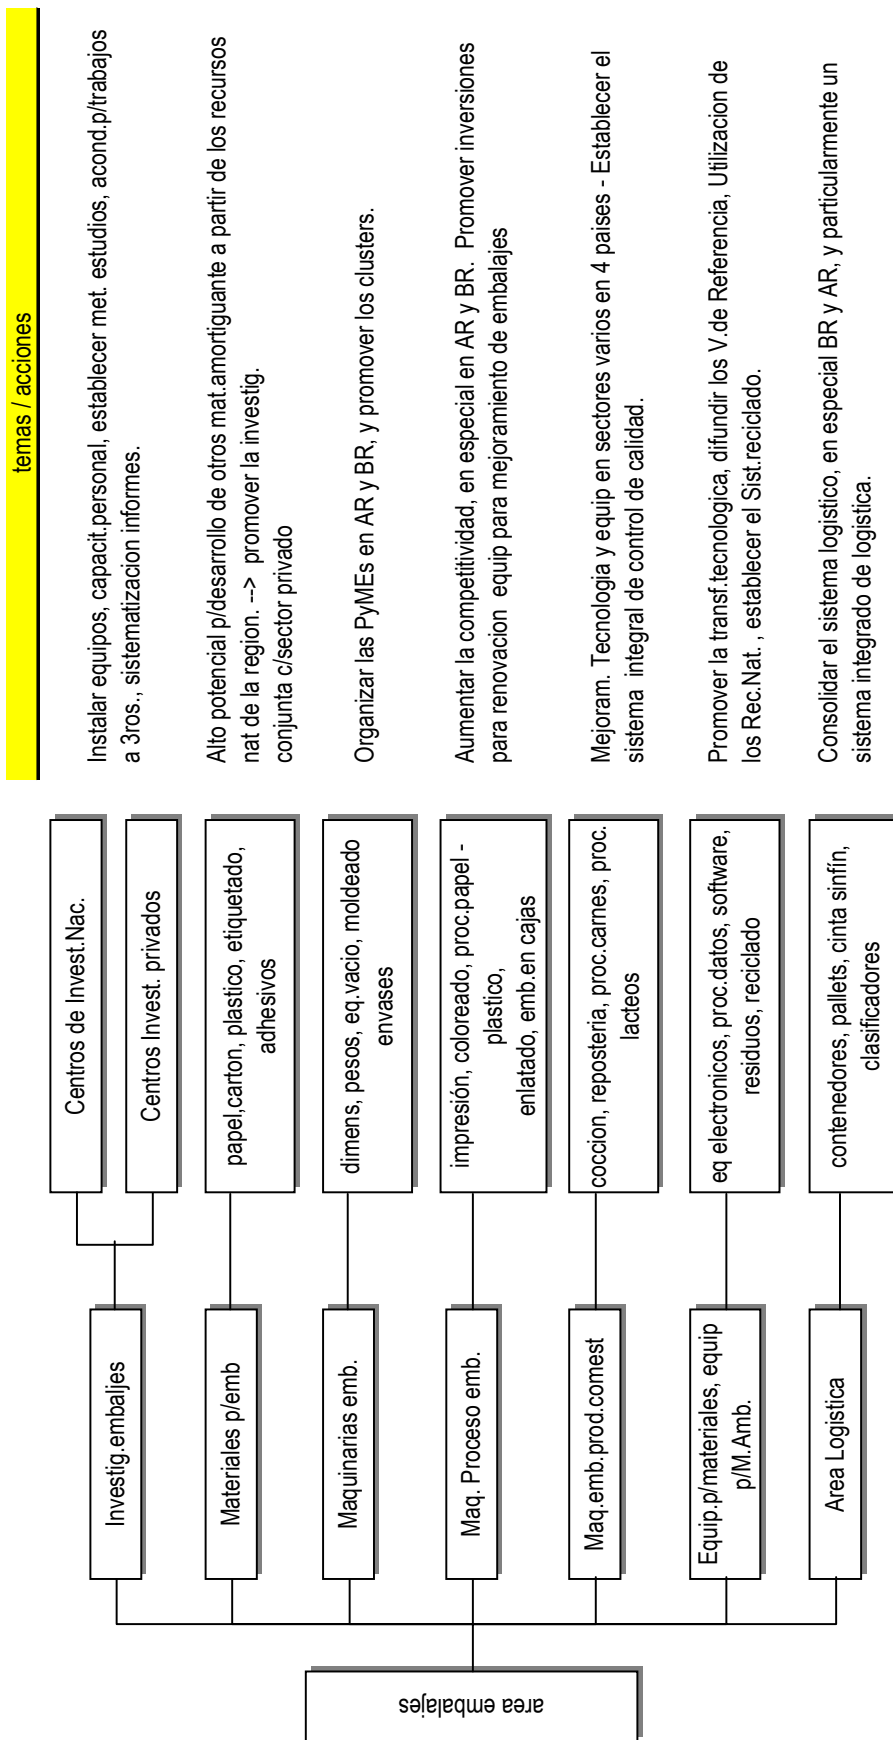 temas / acciones
area embalajes
Investig.embaljes
Centros de Invest.Nac.
Centros Invest. privados
Instalar equipos, capacit.personal, establecer met. estudios, acond.p/trabajos
a 3ros., sistematizacion informes.
Materiales p/emb
papel,carton, plastico, etiquetado,
adhesivos
Alto potencial p/desarrollo de otros mat.amortiguante a partir de los recursos
nat de la region. --> promover la investig.
conjunta c/sector privado
Maquinarias emb.
dimens, pesos, eq.vacio, moldeado
envases
Organizar las PyMEs en AR y BR, y promover los clusters.
Maq. Proceso emb.
impresión, coloreado, proc.papel -
plastico,
enlatado, emb.en cajas
Aumentar la competitividad, en especial en AR y BR. Promover inversiones
para renovacion equip para mejoramiento de embalajes
Maq.emb.prod.comest
coccion, reposteria, proc.carnes, proc.
lacteos
Mejoram. Tecnologia y equip en sectores varios en 4 paises - Establecer el
sistema integral de control de calidad.
Equip.p/materiales, equip
p/M.Amb.
eq electronicos, proc.datos, software,
residuos, reciclado
Promover la transf.tecnologica, difundir los V.de Referencia, Utilizacion de
los Rec.Nat. , establecer el Sist.reciclado.
Area Logistica
contenedores, pallets, cinta sinfín,
clasificadores
Consolidar el sistema logistico, en especial BR y AR, y particularmente un
sistema integrado de logistica.